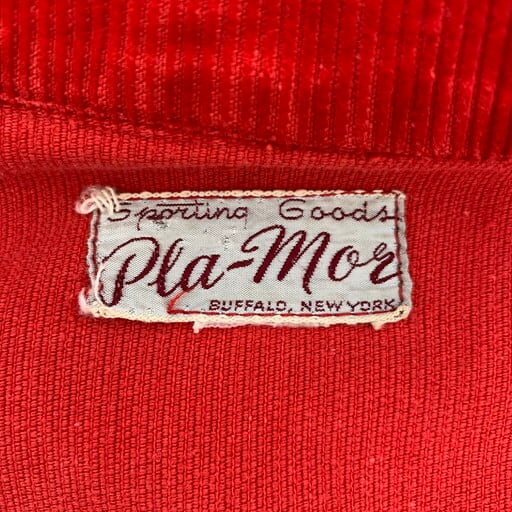 Sporting Goods
Pla-Mor
BUFFALO, NEW YORK